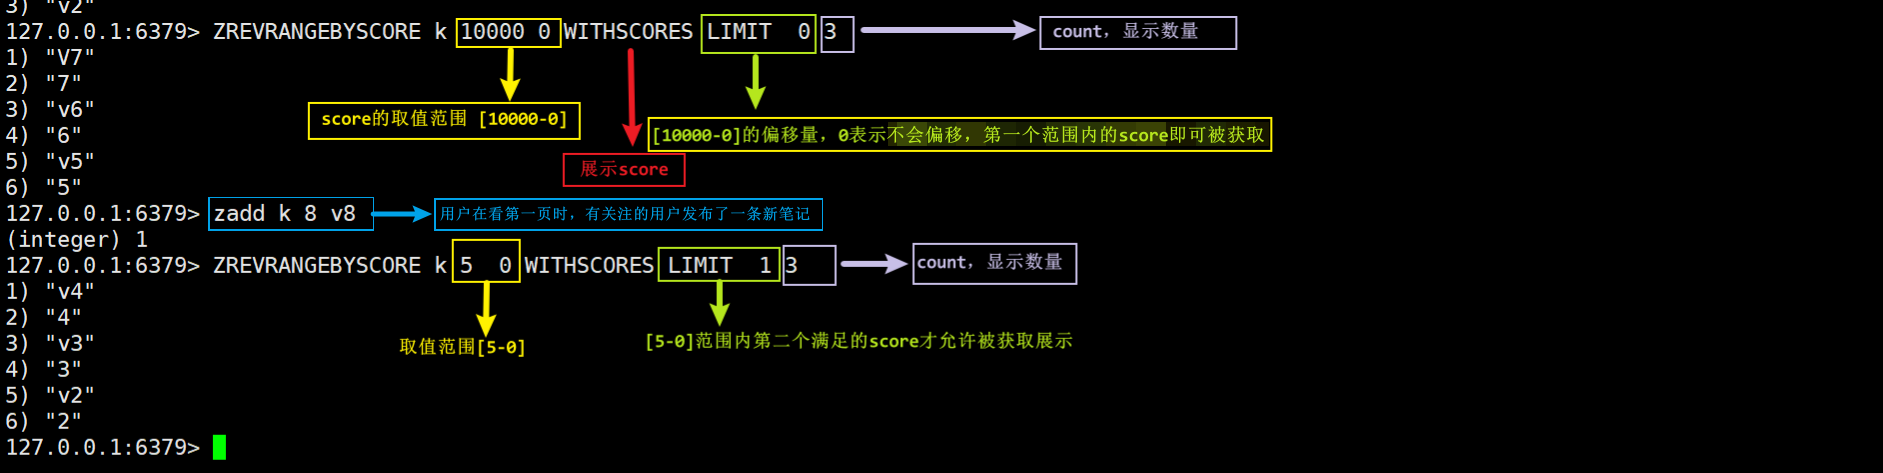 3) "v2"
127.0.0.1:6379> ZREVRANGEBYSCORE k 10000 0 WITHSCORES LIMIT 0 3 count，显示数量
1) "V7"
2) "7"
3) "v6"
score的取值范围 [10000-0]
4) "6"
[10000-0]的偏移量，0表示不会偏移，第一个范围内的score即可被获取
5) "v5"
展示score
6) "5"
127.0.0.1:6379> zadd k 8 v8 用户在看第一页时，有关注的用户发布了一条新笔记
(integer) 1
127.0.0.1:6379> ZREVRANGEBYSCORE k 5 0 WITHSCORES LIMIT 1 3 count，显示数量
1) "v4"
2) "4"
3) "v3"
取值范围[5-0] [5-0]范围内第二个满足的score才允许被获取展示
4) "3"
5) "v2"
6) "2"
127.0.0.1:6379>